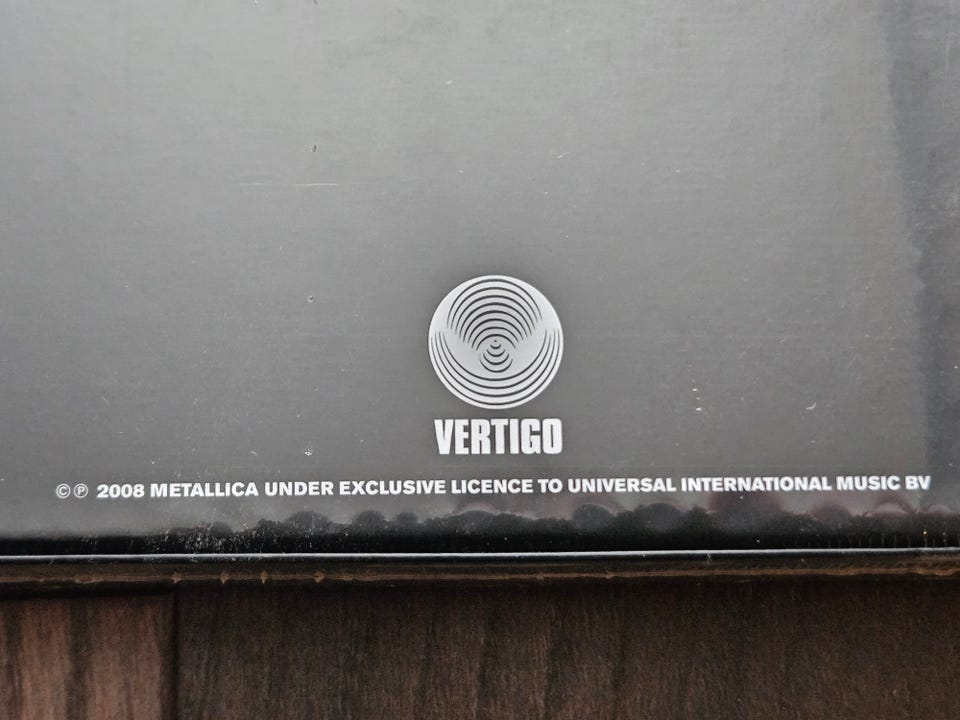 VERTIGO
©℗ 2008 METALLICA UNDER EXCLUSIVE LICENCE TO UNIVERSAL INTERNATIONAL MUSIC BV